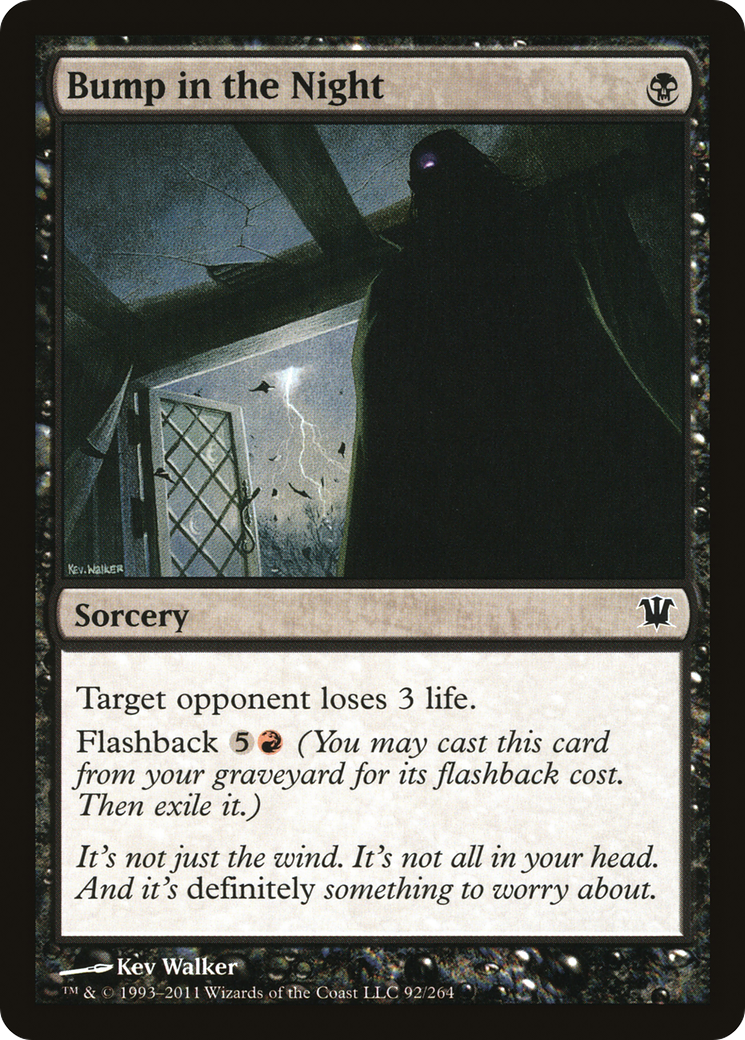 Bump in the Night
KEV. WALKER
Sorcery
Target opponent loses 3 life.
Flashback 5 (You may cast this card
from your graveyard for its flashback cost.
Then exile it.)
It's not just the wind. It's not all in your head.
And it's definitely something to worry about.
Kev Walker
™ & © 1993–2011 Wizards of the Coast LLC 92/264